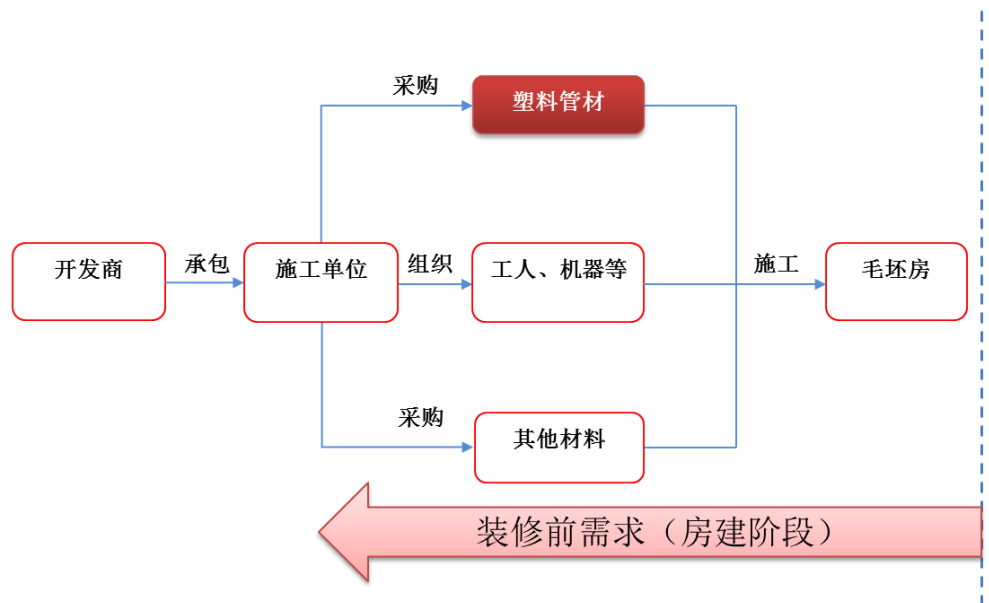 采购
塑料管材
开发商
承包
施工单位
组织
工人、机器等
施工
毛坯房
采购
其他材料
装修前需求（房建阶段）